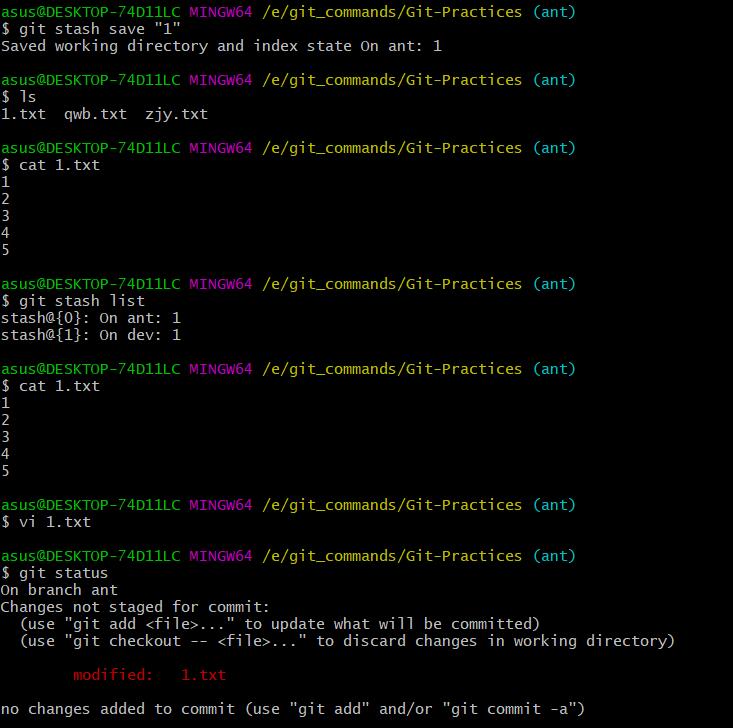 asus@DESKTOP-74D11LC MINGW64 /e/git_commands/Git-Practices (ant)
$ git stash save "1"
Saved working directory and index state On ant: 1
asus@DESKTOP-74D11LC MINGW64 /e/git_commands/Git-Practices (ant)
$ ls
1.txt  qwb.txt  zjy.txt
asus@DESKTOP-74D11LC MINGW64 /e/git_commands/Git-Practices (ant)
$ cat 1.txt
1
2
3
4
5
asus@DESKTOP-74D11LC MINGW64 /e/git_commands/Git-Practices (ant)
$ git stash list
stash@{0}: On ant: 1
stash@{1}: On dev: 1
asus@DESKTOP-74D11LC MINGW64 /e/git_commands/Git-Practices (ant)
$ cat 1.txt
1
2
3
4
5
asus@DESKTOP-74D11LC MINGW64 /e/git_commands/Git-Practices (ant)
$ vi 1.txt
asus@DESKTOP-74D11LC MINGW64 /e/git_commands/Git-Practices (ant)
$ git status
On branch ant
Changes not staged for commit:
  (use "git add <file>..." to update what will be committed)
  (use "git checkout -- <file>..." to discard changes in working directory)
        modified:   1.txt
no changes added to commit (use "git add" and/or "git commit -a")